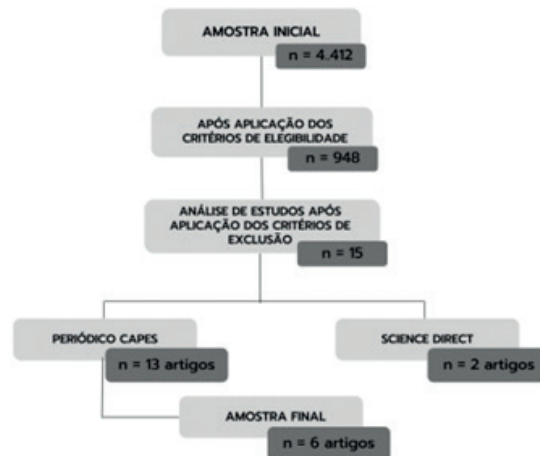 AMOSTRA INICIAL
n = 4.412
APÓS APLICAÇÃO DOS
CRITÉRIOS DE ELEGIBILIDADE
n = 948
ANÁLISE DE ESTUDOS APÓS
APLICAÇÃO DOS CRITÉRIOS DE
EXCLUSÃO
n = 15
PERIÓDICO CAPES
n = 13 artigos
SCIENCE DIRECT
n = 2 artigos
AMOSTRA FINAL
n = 6 artigos